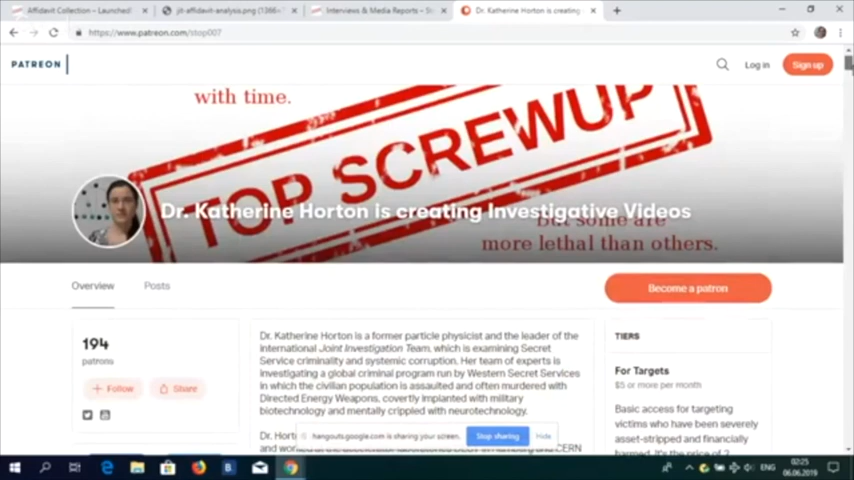 Affidavit Collection – Launched!
jit-affidavit-analysis.png (1366×
Interviews & Media Reports – St
Dr. Katherine Horton is creating
https://www.patreon.com/stop007
PATREON
Log in
Sign up
with time.
TOP SCREWUP
Dr. Katherine Horton is creating Investigative Videos
But some are
more lethal than others.
Overview
Posts
Become a patron
194
patrons
Follow
Share
Dr. Katherine Horton is a former particle physicist and the leader of the
international Joint Investigation Team, which is examining Secret
Service criminality and systemic corruption. Her team of experts is
investigating a global criminal program run by Western Secret Services
in which the civilian population is assaulted and often murdered with
Directed Energy Weapons, covertly implanted with military
biotechnology and mentally crippled with neurotechnology.
Dr. Hort
CERN
TIERS
For Targets
$5 or more per month
Basic access for targeting
victims who have been severely
asset-stripped and financially
hangouts.google.com is sharing your screen.
Stop sharing
Hide
ENG
02:25
06.06.2019